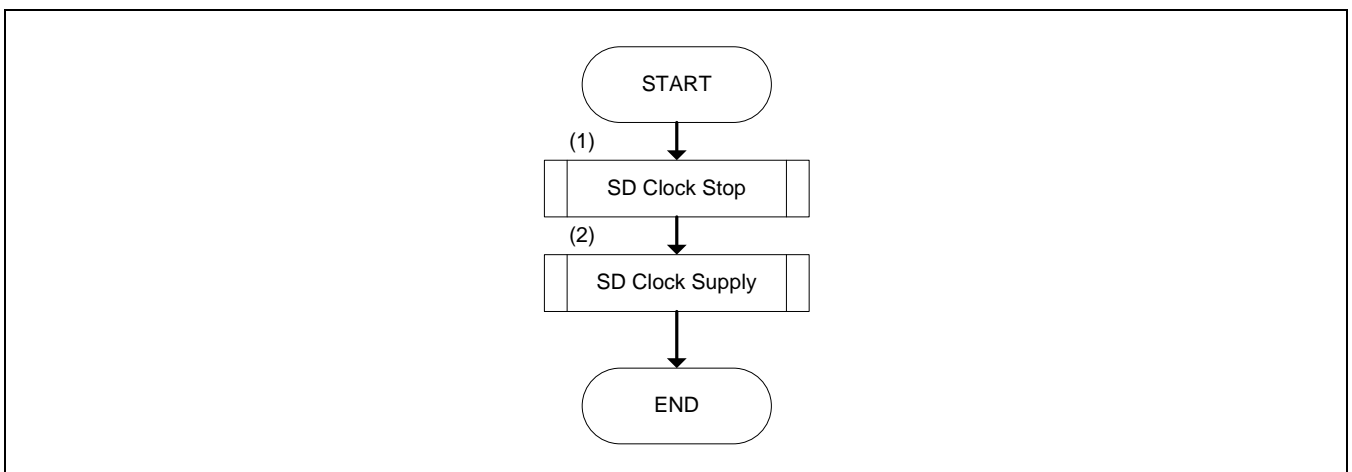 START
(1)
SD Clock Stop
(2)
SD Clock Supply
END